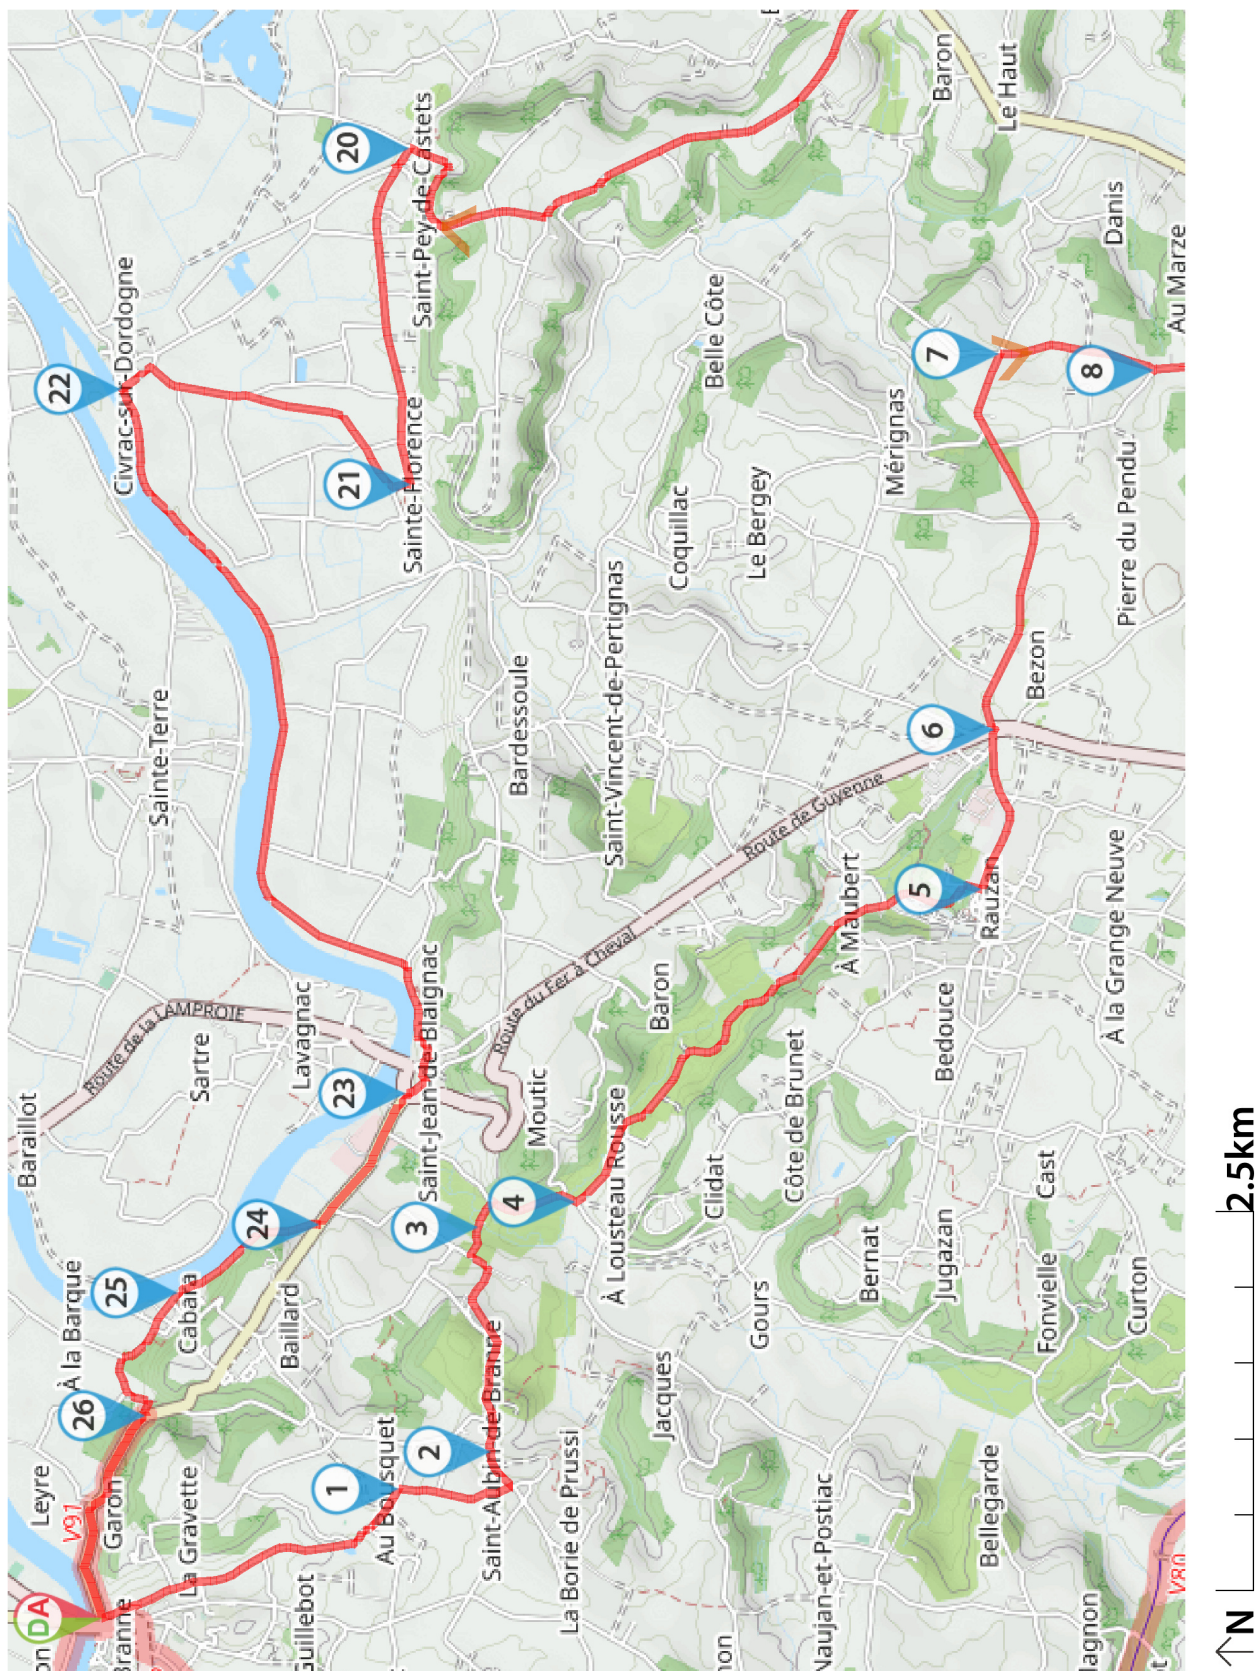 Branne
DA
V91
Garon
Leyre
La Gravette
26
À la Barque
25
Cabara
Baillard
24
Baraillot
Route de la LAMPROIE
Sartre
Lavagnac
23
Saint-Jean-de-Blaignac
Sainte-Terre
22
Civrac-sur-Dordogne
21
Sainte-Florence
20
Saint-Pey-de-Castets
Guillebot
1
Au Bousquet
2
Saint-Aubin-de-Branne
La Borie de Prussi
3
4
Moutic
À Lousteau Rousse
Route du Fer à Cheval
Baron
Bardessoule
Saint-Vincent-de-Pertignas
Route de Guyenne
Coquillac
Le Bergey
Belle Côte
Mérignas
Baron
Le Haut
Jacques
Gours
Clidat
Côte de Brunet
À Maubert
5
Rauzan
6
Bezon
7
8
Danis
Au Marze
Pierre du Pendu
Naujan-et-Postiac
Bellegarde
Bernat
Jugazan
Bedouce
Fonvielle
Cast
Curton
À la Grange Neuve
V80
N
2.5km